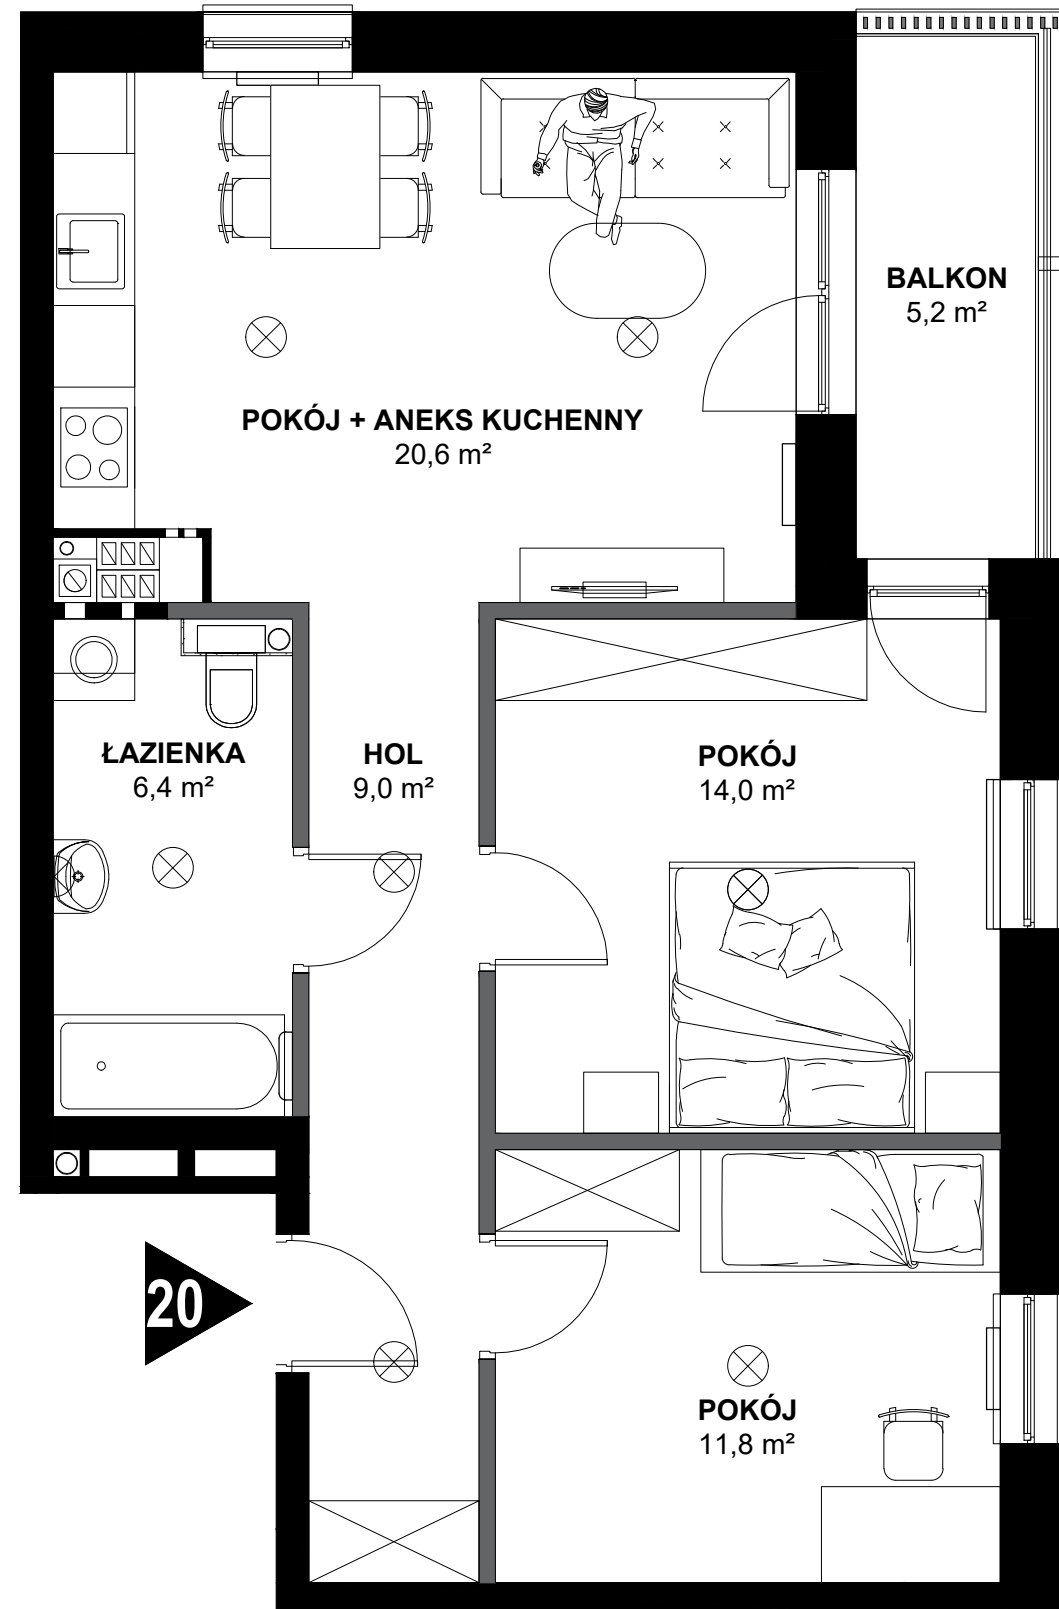 BALKON
5,2 m²
POKÓJ + ANEKS KUCHENNY
20,6 m²
ŁAZIENKA
6,4 m²
HOL
9,0 m²
POKÓJ
14,0 m²
20
POKÓJ
11,8 m²